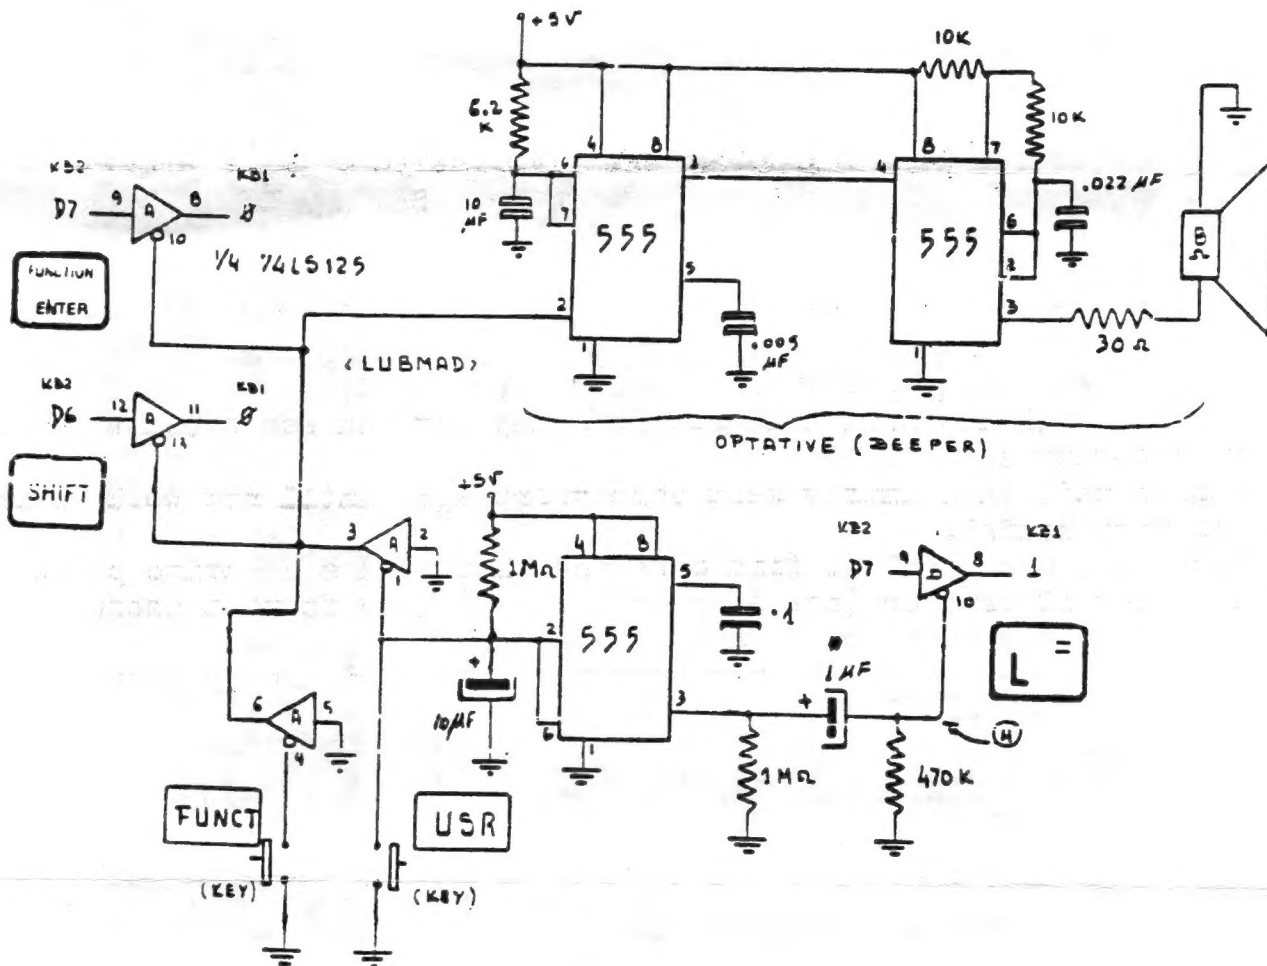 +5V
10K
6.2
K
10K
4
8
8
7
6
3
4
.022 µF
KB2
KB1
D7
9
A
8
Ø
10
10
µF
7
555
555
6
8Ω
1/4 74LS125
5
2
FUNCTION
ENTER
2
3
.005
µF
30Ω
1
1
<LUBMAD>
KB2
KB1
D6
12
A
11
Ø
13
OPTATIVE (BEEPER)
SHIFT
+5V
3
A
2
4
8
KB2
KB1
1
1MΩ
5
D7
9
8
1
.1
10
2
555
*
1µF
L =
+
3
+
10µF
6
1
H
6
A
5
1MΩ
470K
4
FUNCT
USR
(KEY)
(KEY)